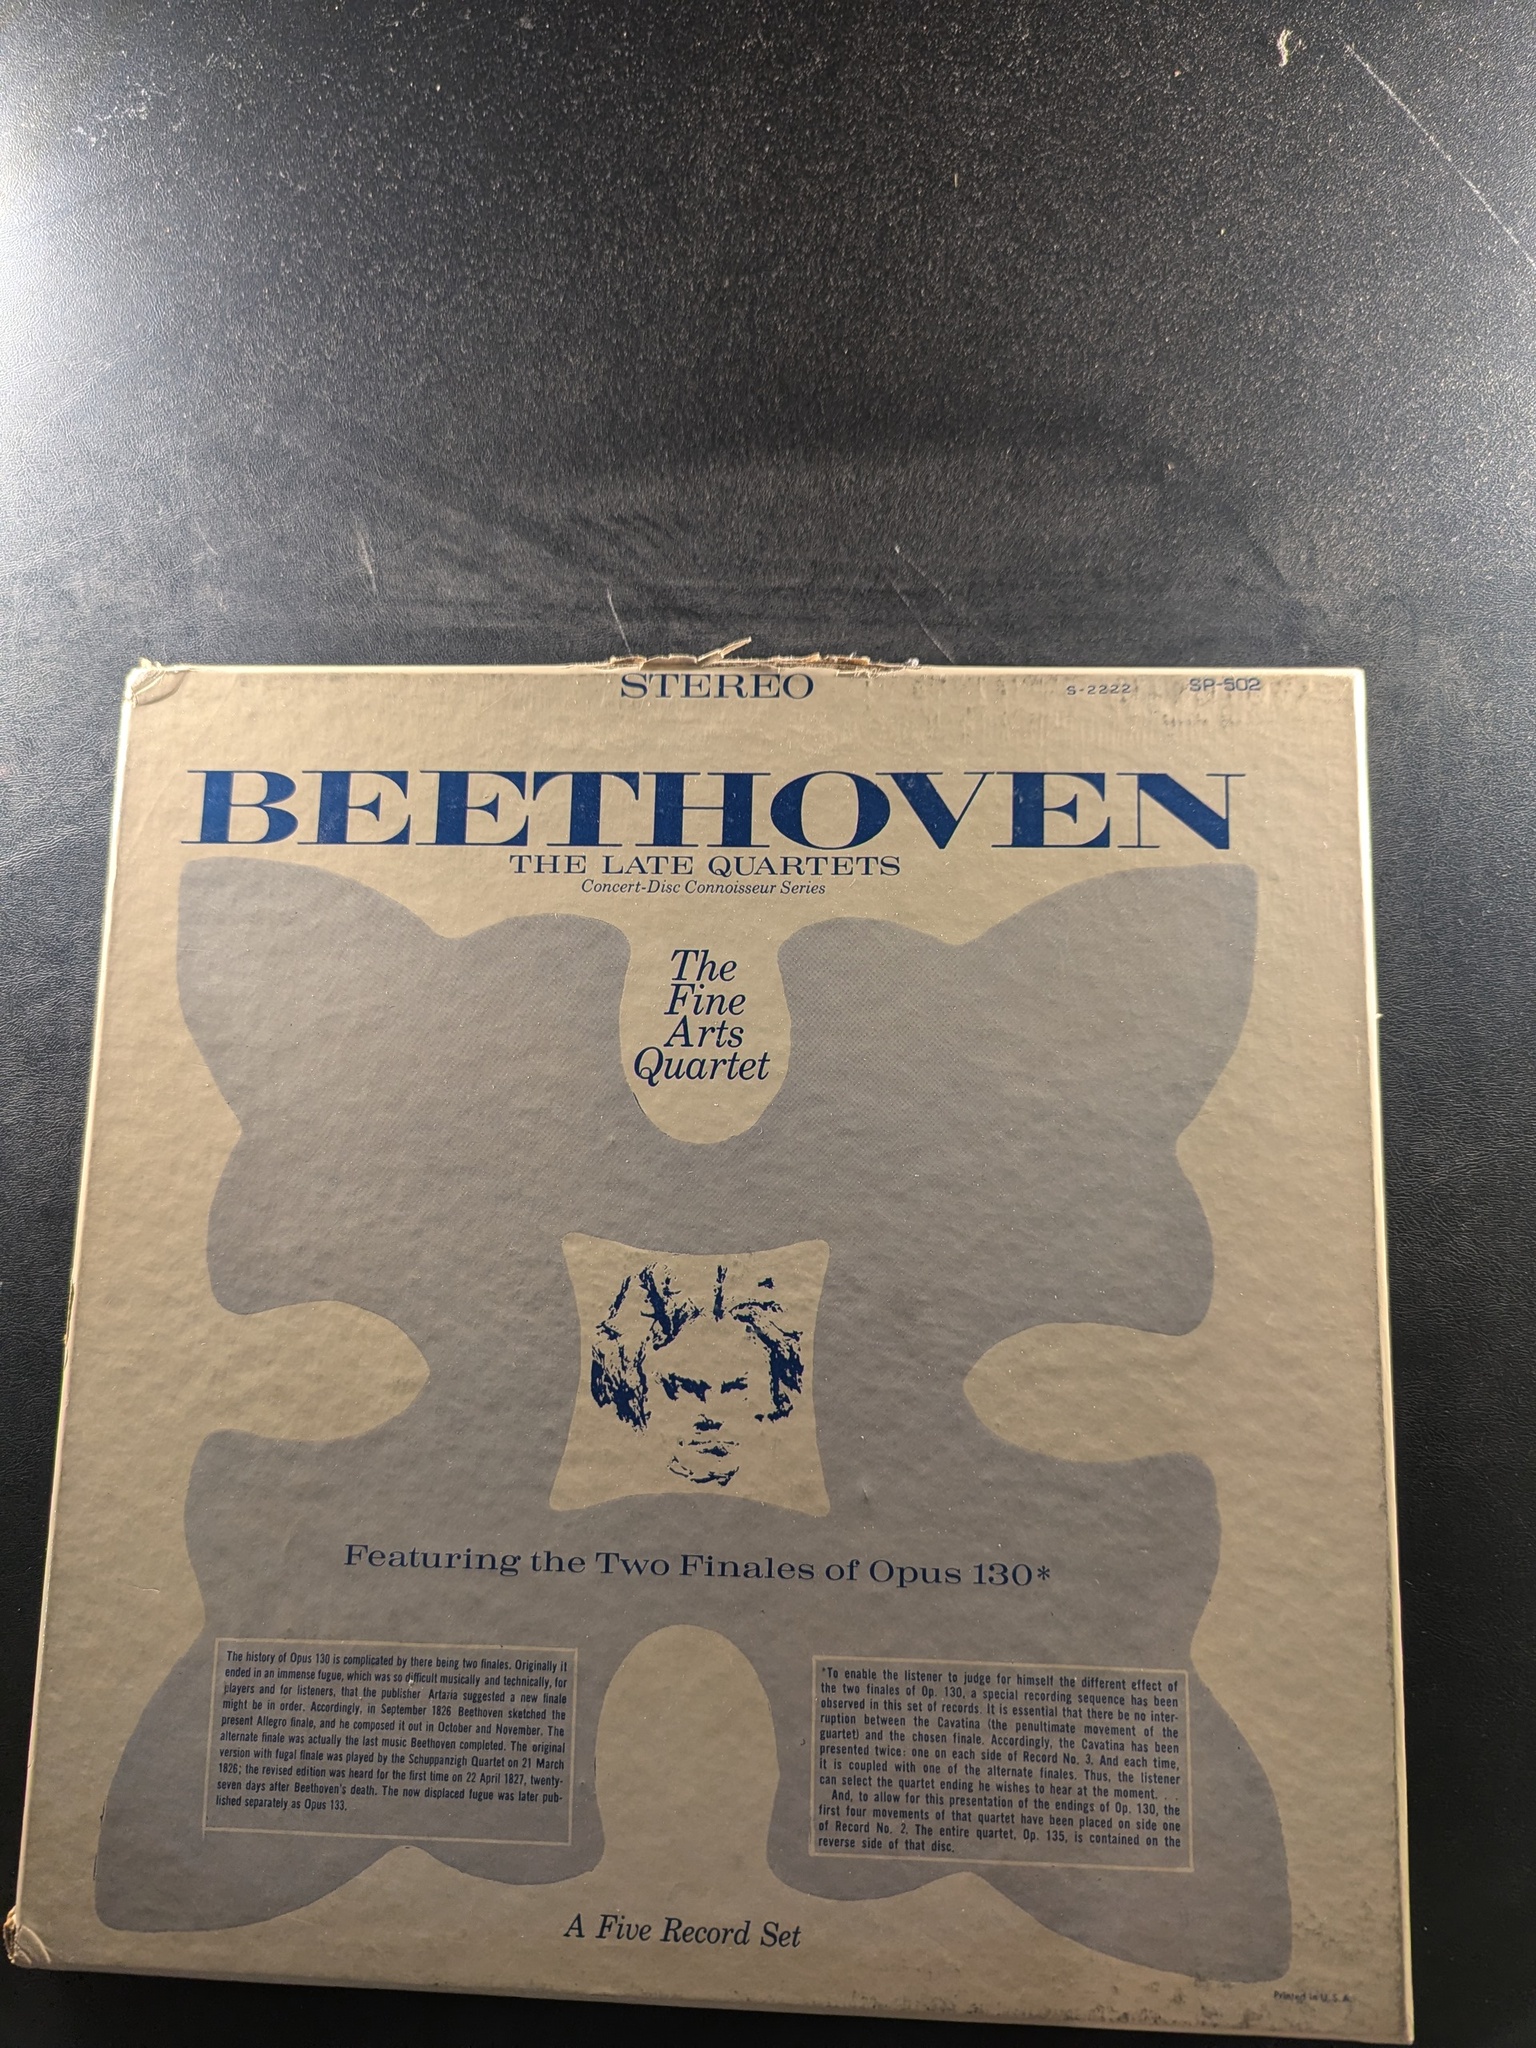 STEREO
S-2222
SP-502
BEETHOVEN
THE LATE QUARTETS
Concert-Disc Connoisseur Series
The
Fine
Arts
Quartet
Featuring the Two Finales of Opus 130*
The history of Opus 130 is complicated by there being two finales. Originally it
ended in an immense fugue, which was so difficult musically and technically, for
players and for listeners, that the publisher Artaria suggested a new finale
might be in order. Accordingly, in September 1826 Beethoven sketched the
present Allegro finale, and he composed it out in October and November. The
alternate finale was actually the last music Beethoven completed. The original
version with fugal finale was played by the Schuppanzigh Quartet on 21 March
1826; the revised edition was heard for the first time on 22 April 1827, twenty-
seven days after Beethoven's death. The now displaced fugue was later pub-
lished separately as Opus 133.
*To enable the listener to judge for himself the different effect of
the two finales of Op. 130, a special recording sequence has been
observed in this set of records. It is essential that there be no inter-
ruption between the Cavatina (the penultimate movement of the
quartet) and the chosen finale. Accordingly, the Cavatina has been
presented twice: one on each side of Record No. 3. And each time,
it is coupled with one of the alternate finales. Thus, the listener
can select the quartet ending he wishes to hear at the moment. . . .
And, to allow for this presentation of the endings of Op. 130, the
first four movements of that quartet have been placed on side one
of Record No. 2. The entire quartet, Op. 135, is contained on the
reverse side of that disc.
A Five Record Set
Printed in U.S.A.